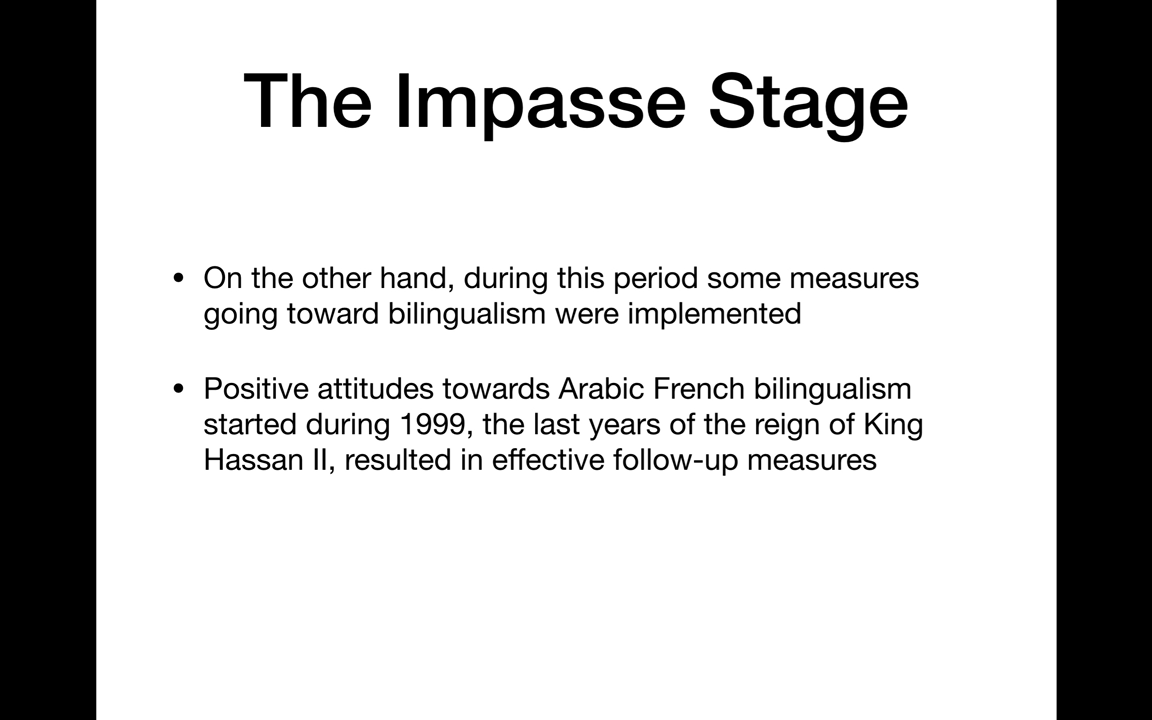 The Impasse Stage
• On the other hand, during this period some measures
going toward bilingualism were implemented
• Positive attitudes towards Arabic French bilingualism
started during 1999, the last years of the reign of King
Hassan II, resulted in effective follow-up measures